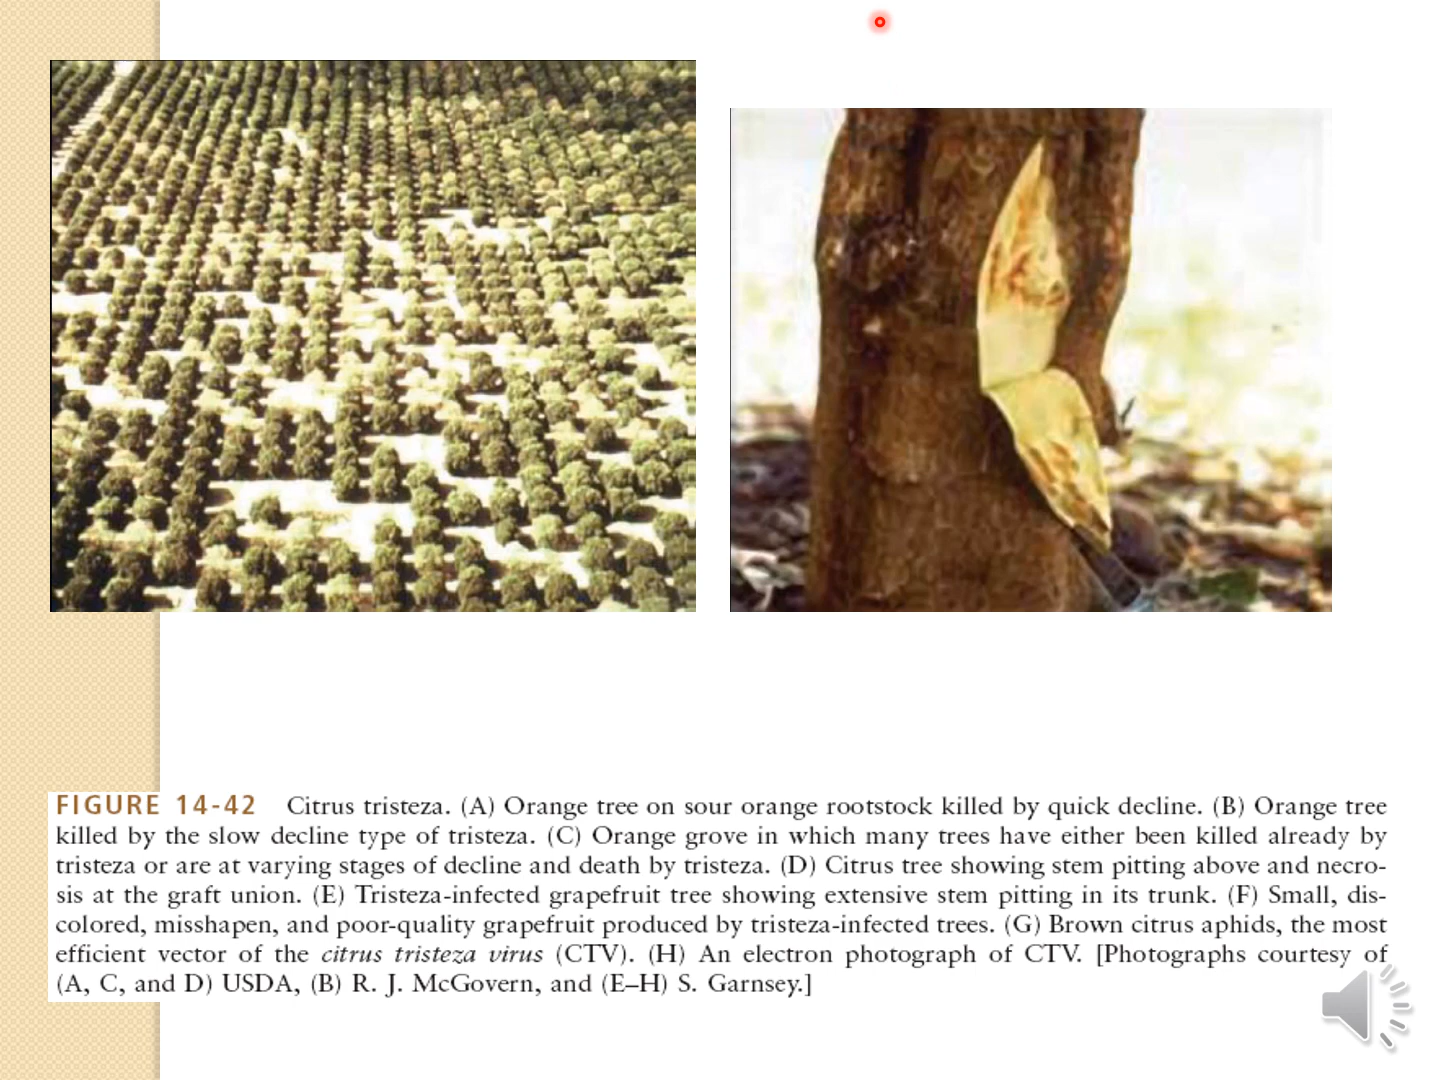 FIGURE 14-42 Citrus tristeza. (A) Orange tree on sour orange rootstock killed by quick decline. (B) Orange tree
killed by the slow decline type of tristeza. (C) Orange grove in which many trees have either been killed already by
tristeza or are at varying stages of decline and death by tristeza. (D) Citrus tree showing stem pitting above and necro-
sis at the graft union. (E) Tristeza-infected grapefruit tree showing extensive stem pitting in its trunk. (F) Small, dis-
colored, misshapen, and poor-quality grapefruit produced by tristeza-infected trees. (G) Brown citrus aphids, the most
efficient vector of the citrus tristeza virus (CTV). (H) An electron photograph of CTV. [Photographs courtesy of
(A, C, and D) USDA, (B) R. J. McGovern, and (E–H) S. Garnsey.]